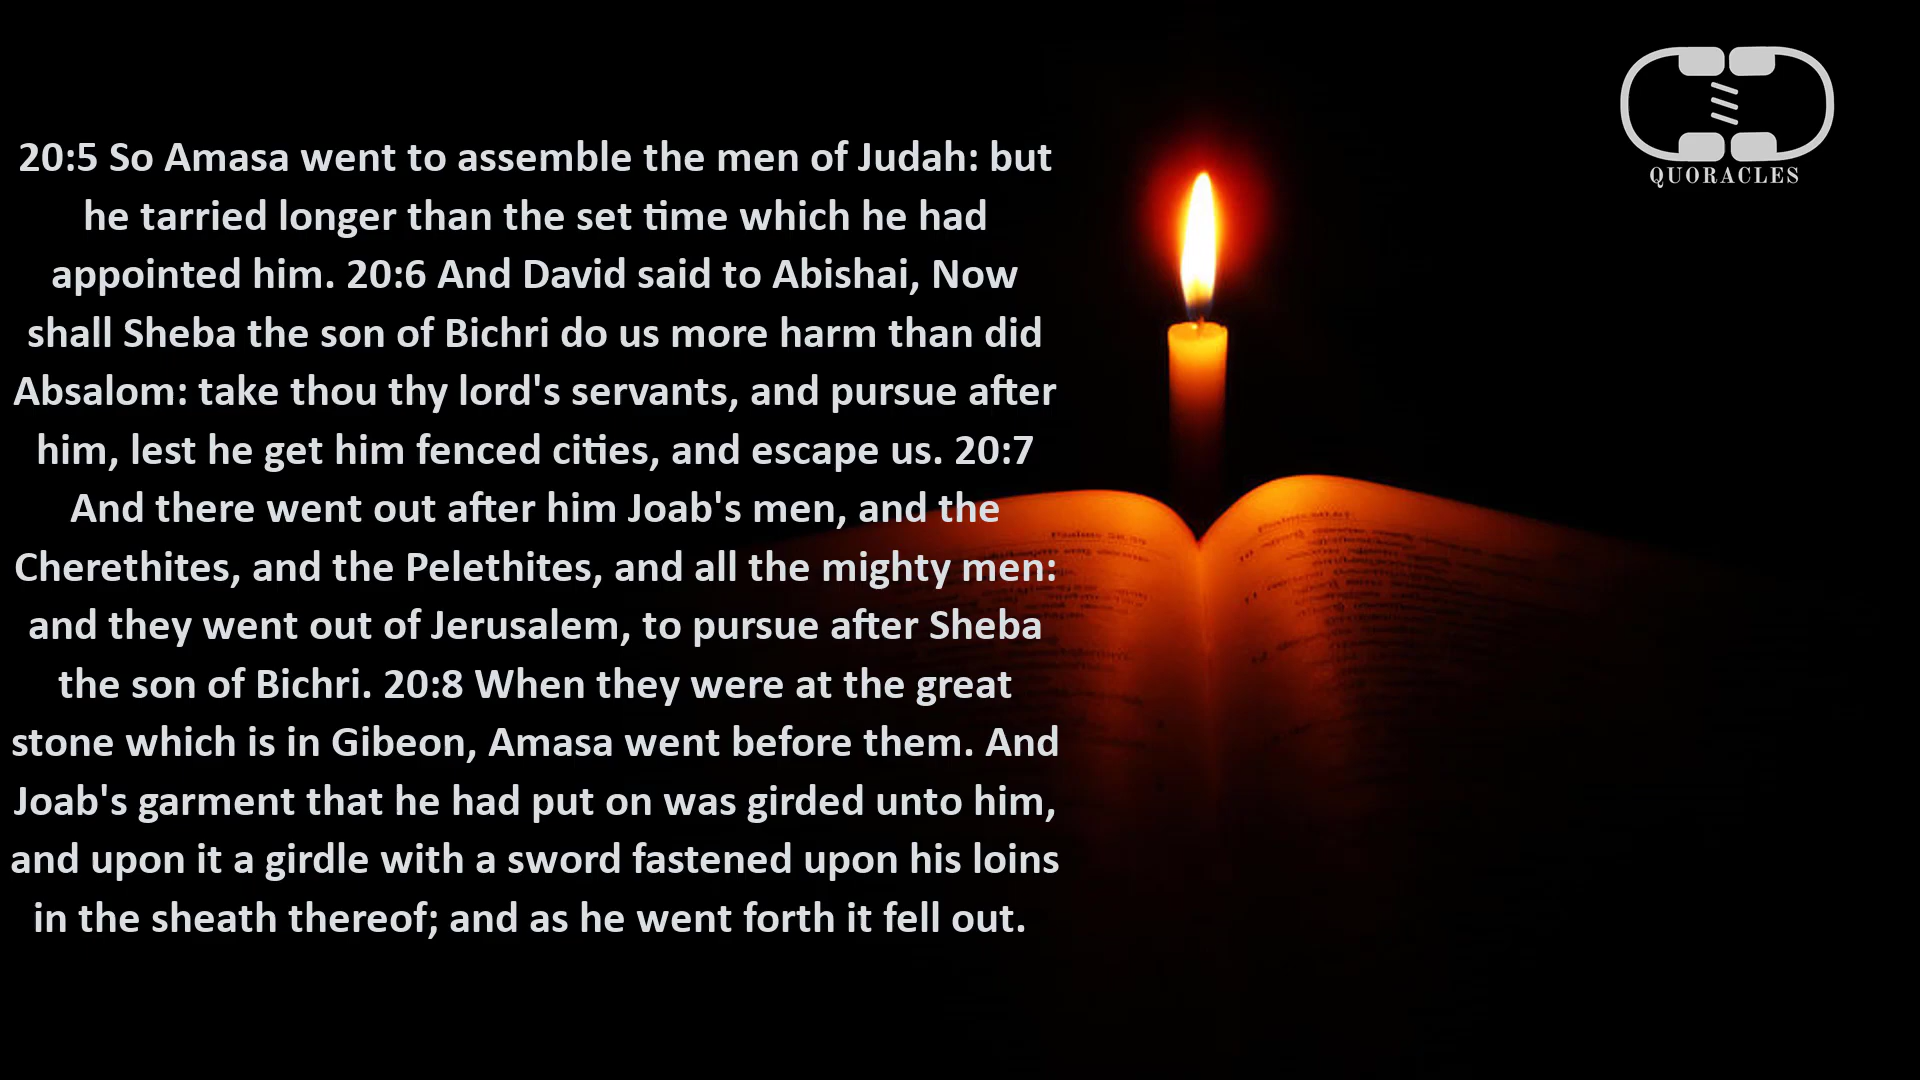 20:5 So Amasa went to assemble the men of Judah: but
he tarried longer than the set time which he had
appointed him. 20:6 And David said to Abishai, Now
shall Sheba the son of Bichri do us more harm than did
Absalom: take thou thy lord's servants, and pursue after
him, lest he get him fenced cities, and escape us. 20:7
And there went out after him Joab's men, and the
Cherethites, and the Pelethites, and all the mighty men:
and they went out of Jerusalem, to pursue after Sheba
the son of Bichri. 20:8 When they were at the great
stone which is in Gibeon, Amasa went before them. And
Joab's garment that he had put on was girded unto him,
and upon it a girdle with a sword fastened upon his loins
in the sheath thereof; and as he went forth it fell out.
QUORACLES